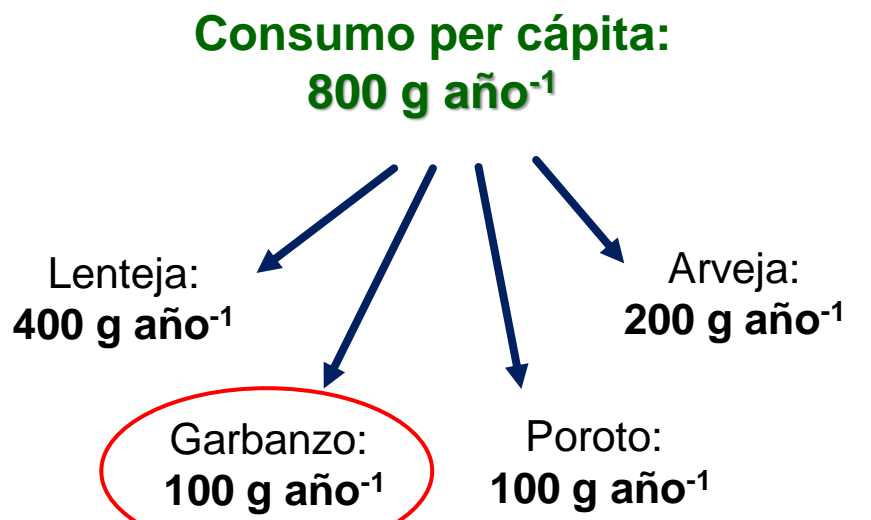 Consumo per cápita:
800 g año⁻¹
Lenteja:
400 g año⁻¹
Arveja:
200 g año⁻¹
Garbanzo:
100 g año⁻¹
Poroto:
100 g año⁻¹